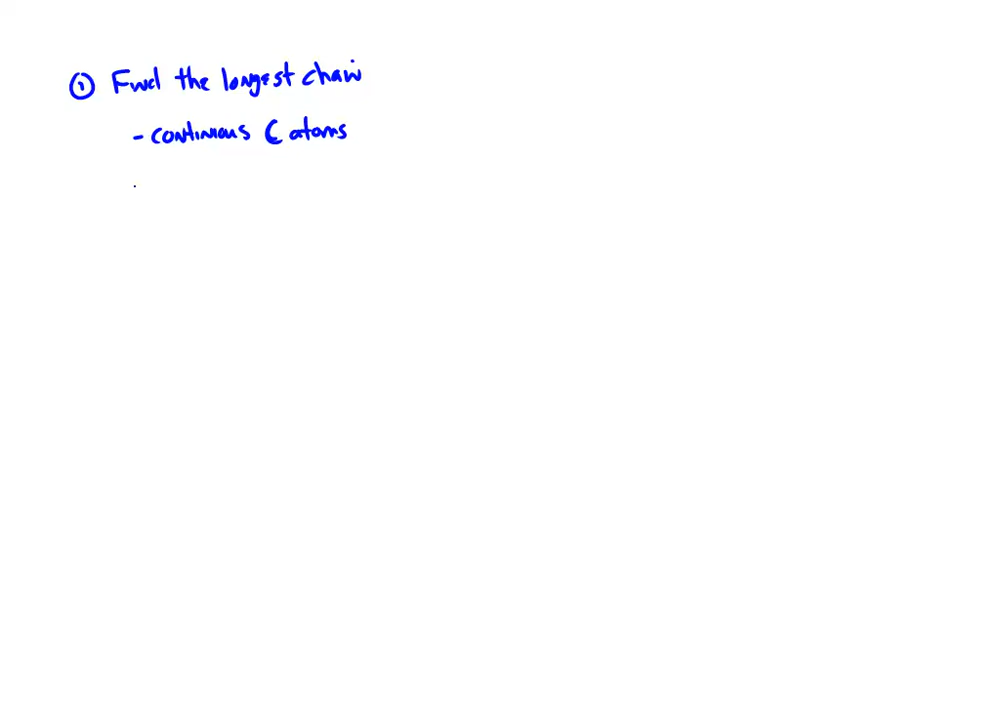 ① Find the longest chain
- continuous C atoms